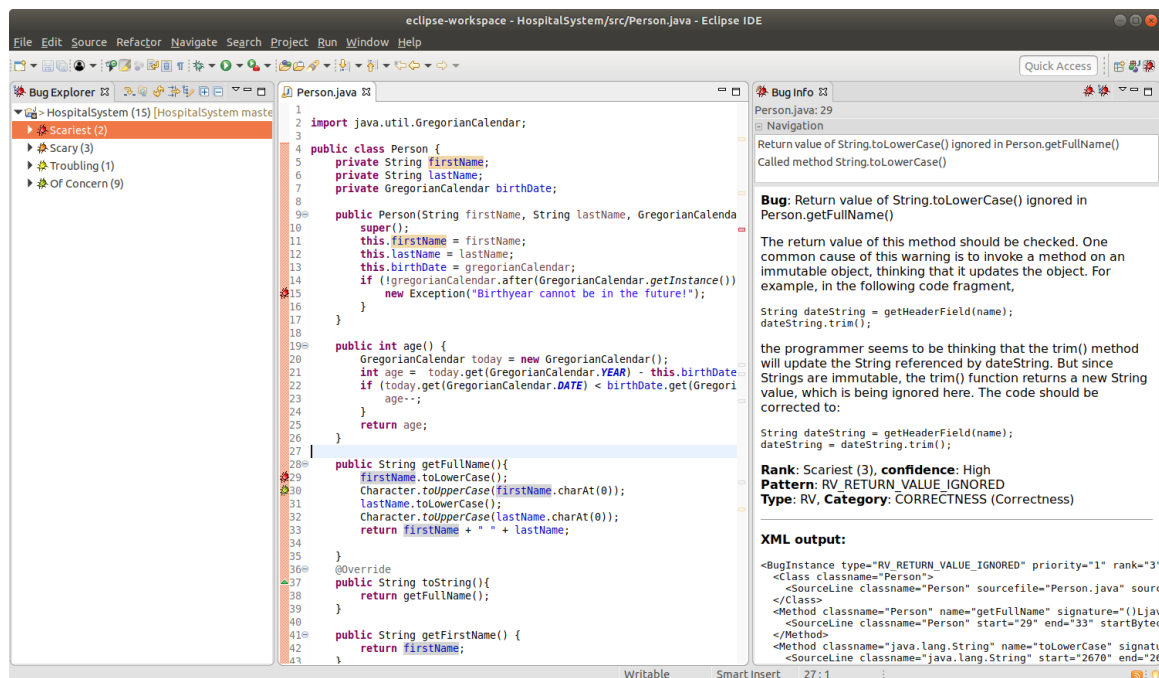 eclipse-workspace - HospitalSystem/src/Person.java - Eclipse IDE
File Edit Source Refactor Navigate Search Project Run Window Help
Quick Access
Bug Explorer
> HospitalSystem (15) [HospitalSystem maste
Scariest (2)
Scary (3)
Troubling (1)
Of Concern (9)
Person.java
1
2 import java.util.GregorianCalendar;
3
4 public class Person {
5 private String firstName;
6 private String lastName;
7 private GregorianCalendar birthDate;
8
9 public Person(String firstName, String lastName, GregorianCalenda
10 super();
11 this.firstName = firstName;
12 this.lastName = lastName;
13 this.birthDate = gregorianCalendar;
14 if (!gregorianCalendar.after(GregorianCalendar.getInstance())
15 new Exception("Birthyear cannot be in the future!");
16 }
17 }
18
19 public int age() {
20 GregorianCalendar today = new GregorianCalendar();
21 int age = today.get(GregorianCalendar.YEAR) - this.birthDate
22 if (today.get(GregorianCalendar.DATE) < birthDate.get(Gregori
23 age--;
24 }
25 return age;
26 }
27
28 public String getFullName(){
29 firstName.toLowerCase();
30 Character.toUpperCase(firstName.charAt(0));
31 lastName.toLowerCase();
32 Character.toUpperCase(lastName.charAt(0));
33 return firstName + " " + lastName;
34
35 }
36 @Override
37 public String toString(){
38 return getFullName();
39 }
40
41 public String getFirstName() {
42 return firstName;
43 }
Bug Info
Person.java: 29
Navigation
Return value of String.toLowerCase() ignored in Person.getFullName()
Called method String.toLowerCase()
Bug: Return value of String.toLowerCase() ignored in
Person.getFullName()
The return value of this method should be checked. One
common cause of this warning is to invoke a method on an
immutable object, thinking that it updates the object. For
example, in the following code fragment,
String dateString = getHeaderField(name);
dateString.trim();
the programmer seems to be thinking that the trim() method
will update the String referenced by dateString. But since
Strings are immutable, the trim() function returns a new String
value, which is being ignored here. The code should be
corrected to:
String dateString = getHeaderField(name);
dateString = dateString.trim();
Rank: Scariest (3), confidence: High
Pattern: RV_RETURN_VALUE_IGNORED
Type: RV, Category: CORRECTNESS (Correctness)
XML output:
<BugInstance type="RV_RETURN_VALUE_IGNORED" priority="1" rank="3"
<Class classname="Person">
<SourceLine classname="Person" sourcefile="Person.java" sourc
</Class>
<Method classname="Person" name="getFullName" signature="()Ljav
<SourceLine classname="Person" start="29" end="33" startBytec
</Method>
<Method classname="java.lang.String" name="toLowerCase" signatu
<SourceLine classname="java.lang.String" start="2670" end="26
Writable Smart Insert 27 : 1